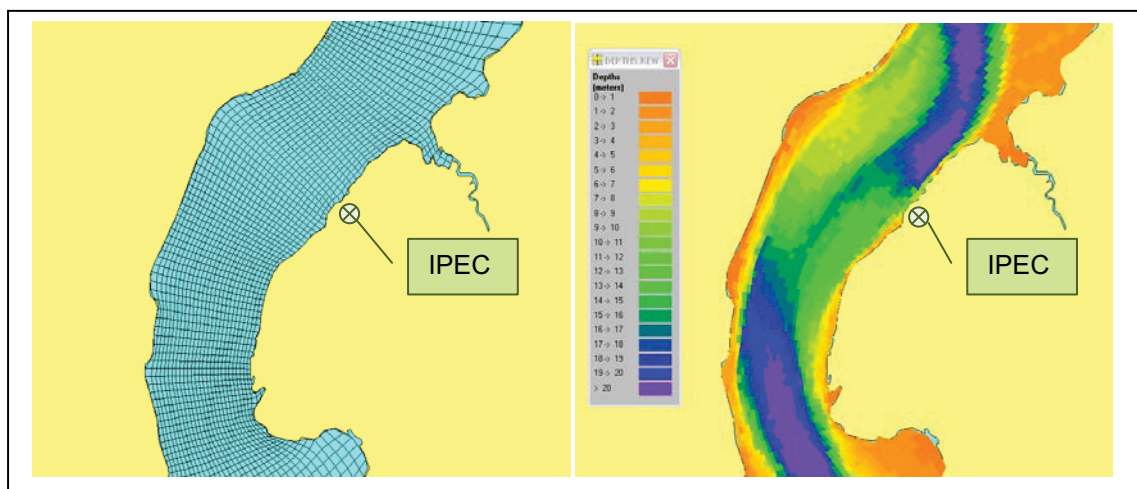 IPEC
DEPTHS.KEW
Depths
(meters)
0 -> 1
1 -> 2
2 -> 3
3 -> 4
4 -> 5
5 -> 6
6 -> 7
7 -> 8
8 -> 9
9 -> 10
10 -> 11
11 -> 12
12 -> 13
13 -> 14
14 -> 15
15 -> 16
16 -> 17
17 -> 18
18 -> 19
19 -> 20
> 20
IPEC